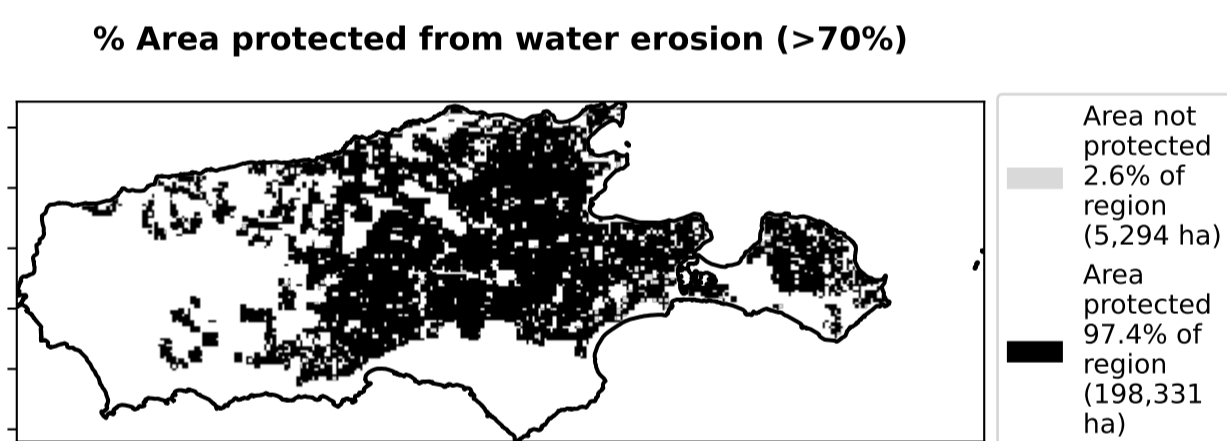 % Area protected from water erosion (>70%)
Area not
protected
2.6% of
region
(5,294 ha)
Area
protected
97.4% of
region
(198,331
ha)